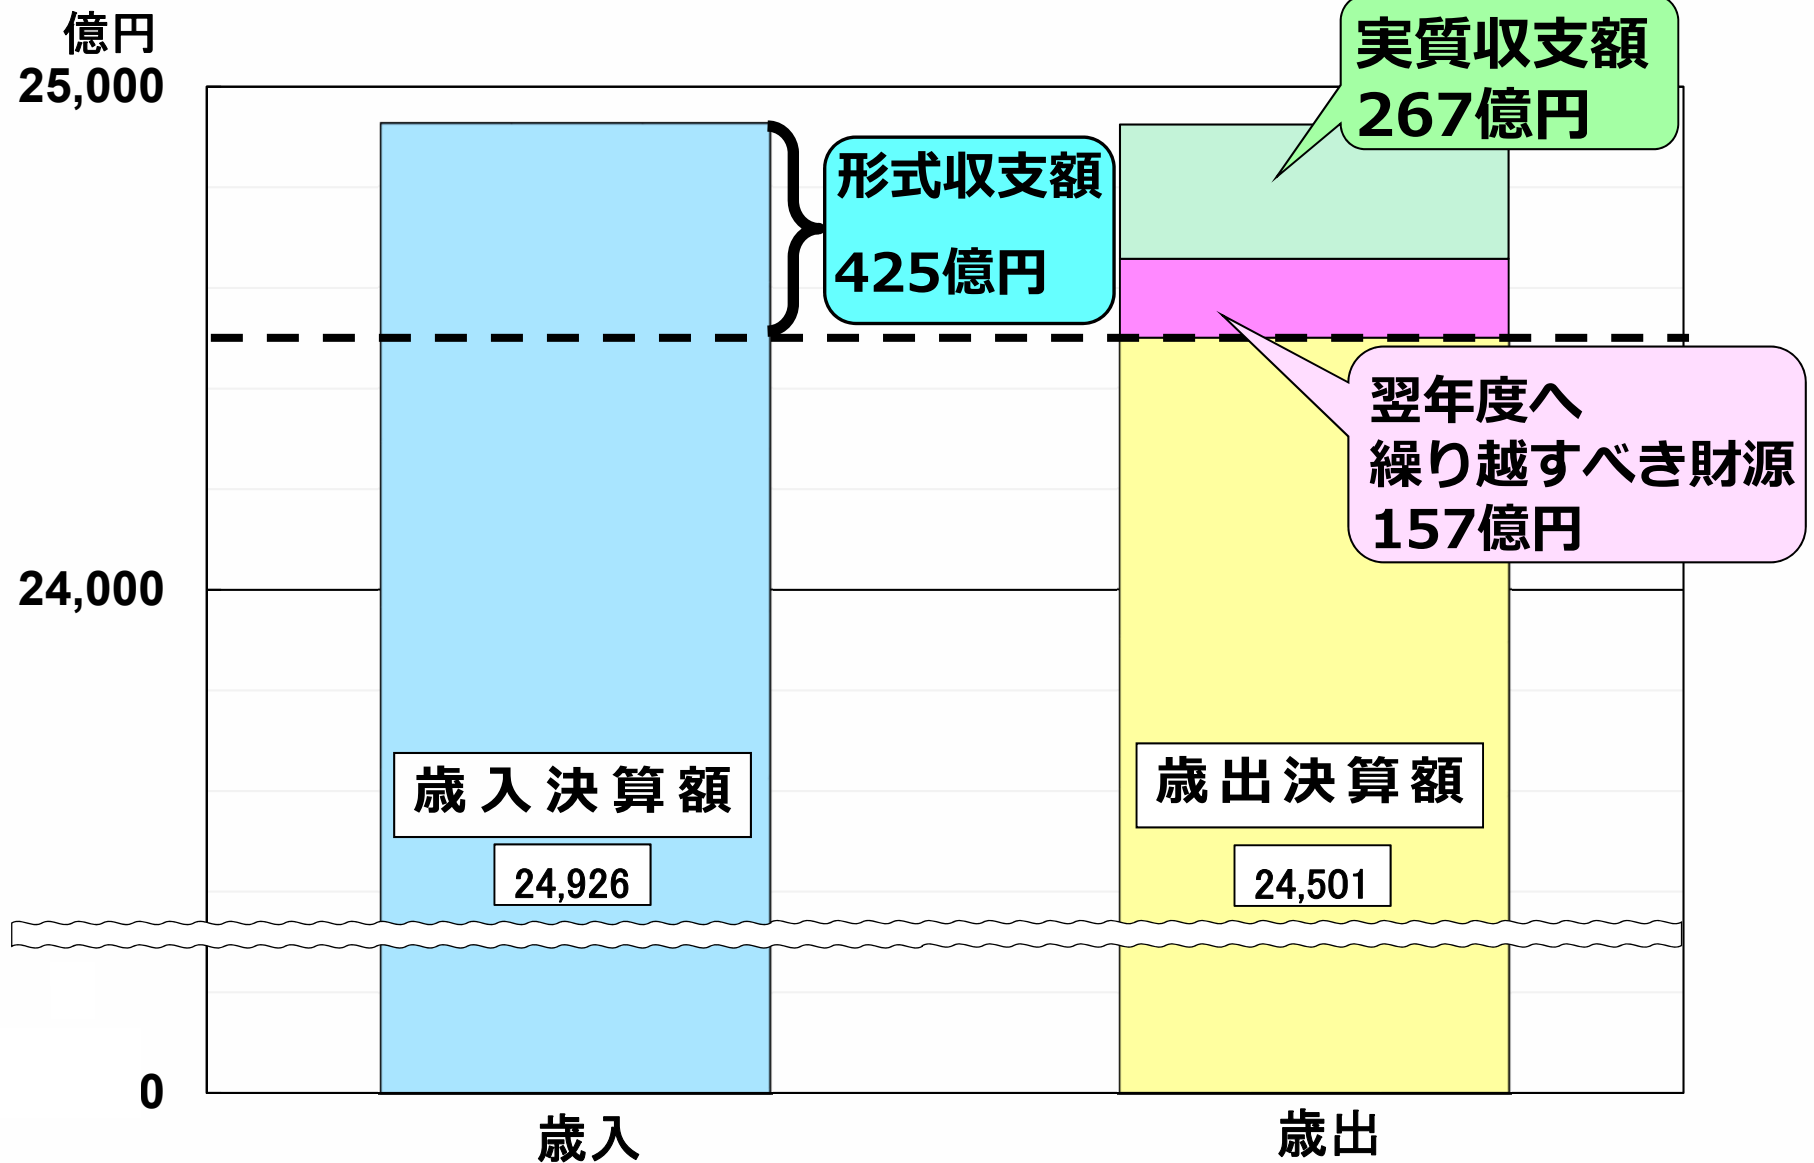 億円
25,000
24,000
0
実質収支額
267億円
形式収支額
425億円
翌年度へ
繰り越すべき財源
157億円
歳入決算額
24,926
歳出決算額
24,501
歳入
歳出